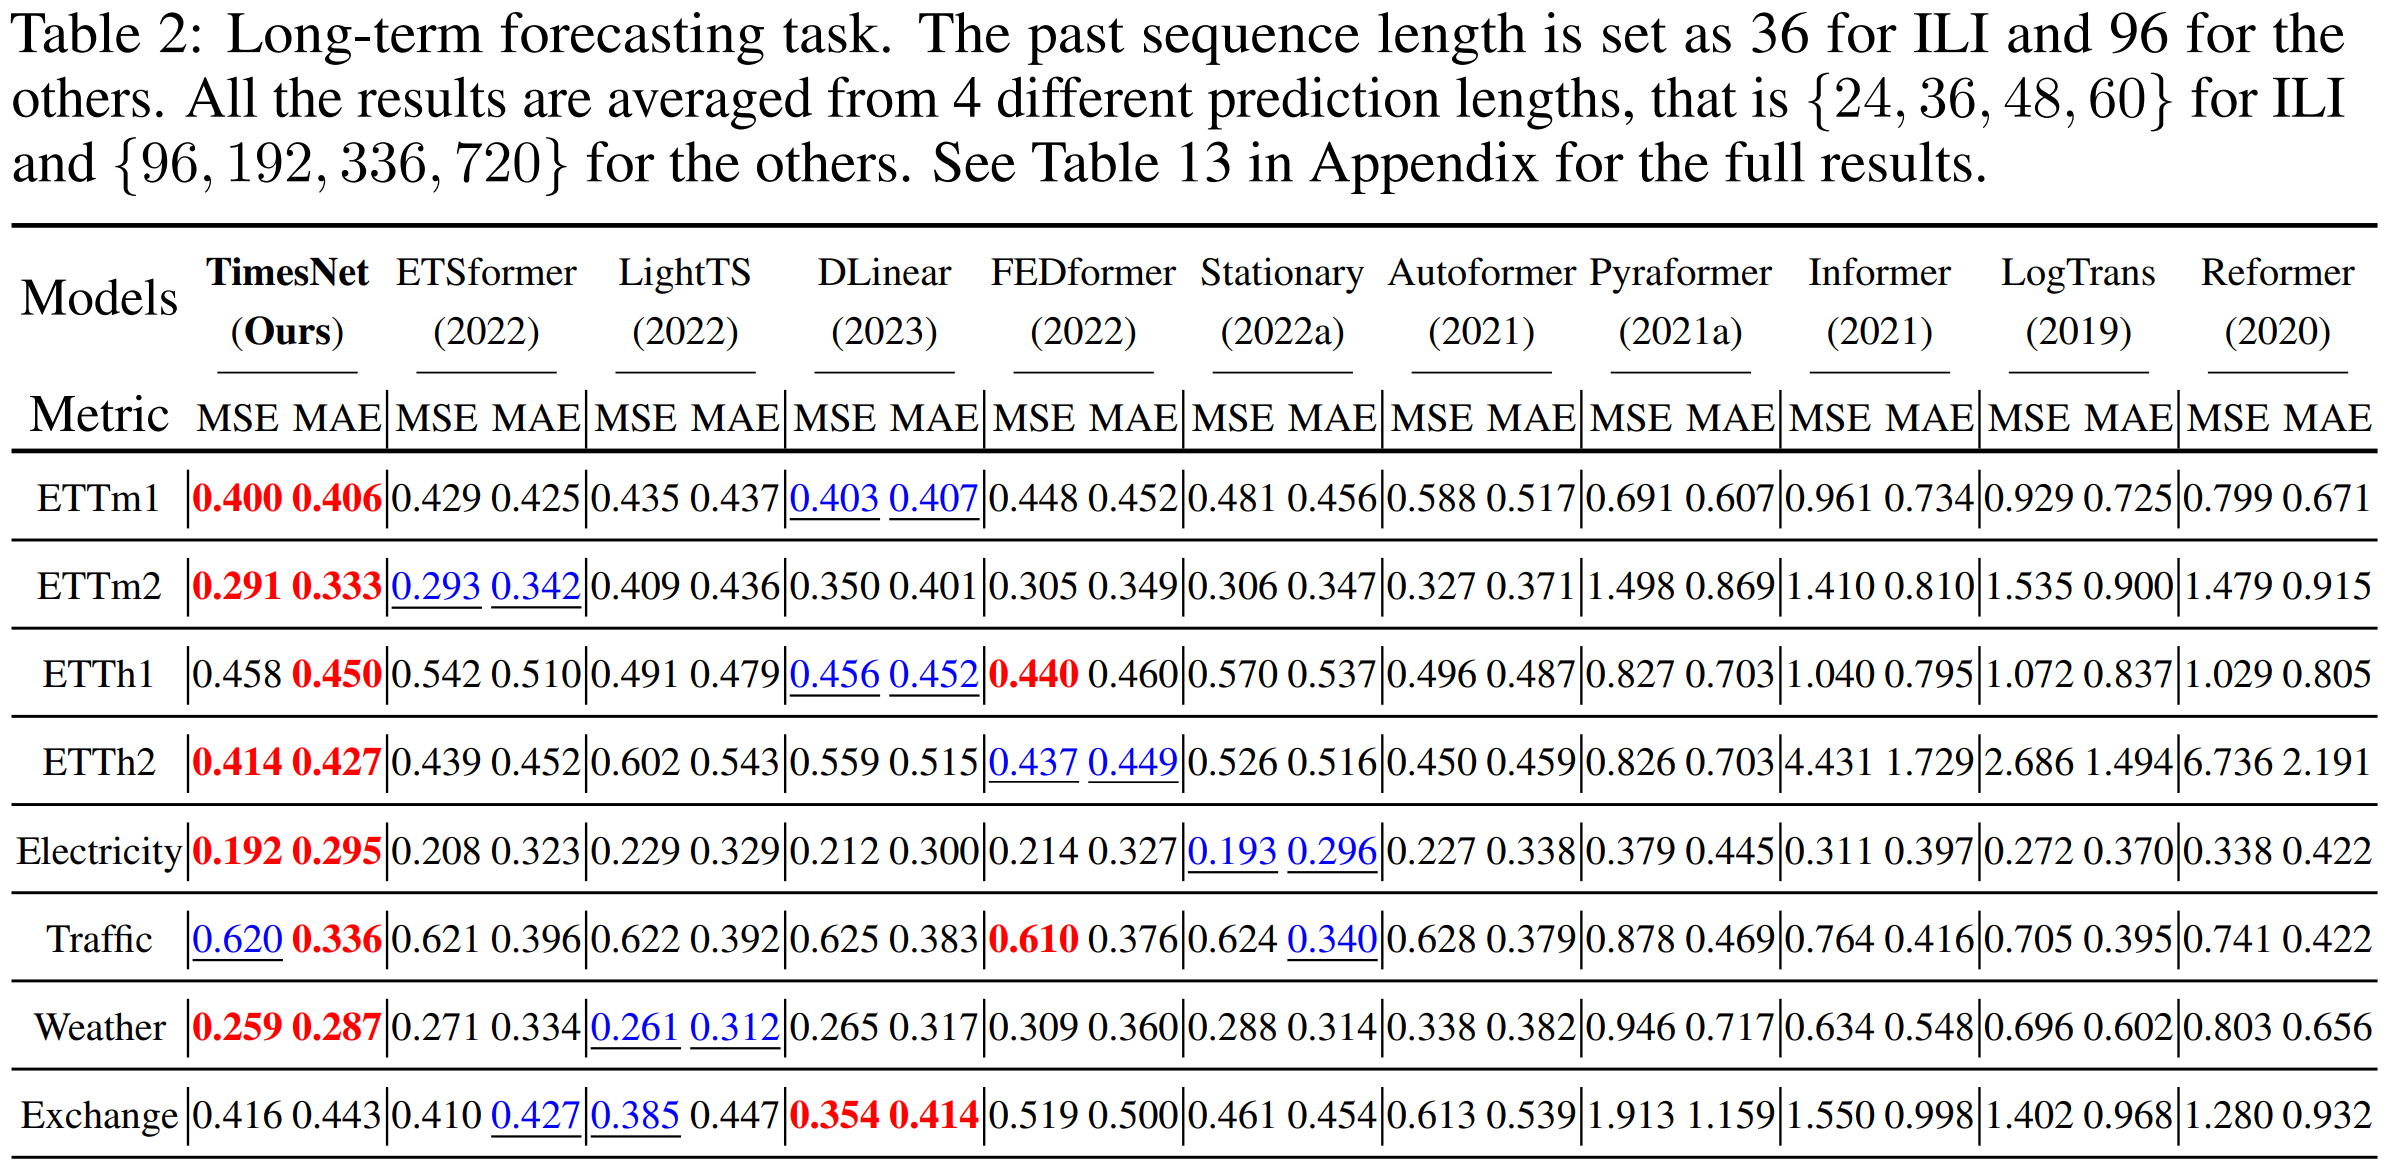 Table 2: Long-term forecasting task. The past sequence length is set as 36 for ILI and 96 for the
others. All the results are averaged from 4 different prediction lengths, that is {24, 36, 48, 60} for ILI
and {96, 192, 336, 720} for the others. See Table 13 in Appendix for the full results.
Models TimesNet ETSformer LightTS DLinear FEDformer Stationary Autoformer Pyraformer Informer LogTrans Reformer
(Ours) (2022) (2022) (2023) (2022) (2022a) (2021) (2021a) (2021) (2019) (2020)
Metric MSE MAE MSE MAE MSE MAE MSE MAE MSE MAE MSE MAE MSE MAE MSE MAE MSE MAE MSE MAE MSE MAE
ETTm1 0.400 0.406 0.429 0.425 0.435 0.437 0.403 0.407 0.448 0.452 0.481 0.456 0.588 0.517 0.691 0.607 0.961 0.734 0.929 0.725 0.799 0.671
ETTm2 0.291 0.333 0.293 0.342 0.409 0.436 0.350 0.401 0.305 0.349 0.306 0.347 0.327 0.371 1.498 0.869 1.410 0.810 1.535 0.900 1.479 0.915
ETTh1 0.458 0.450 0.542 0.510 0.491 0.479 0.456 0.452 0.440 0.460 0.570 0.537 0.496 0.487 0.827 0.703 1.040 0.795 1.072 0.837 1.029 0.805
ETTh2 0.414 0.427 0.439 0.452 0.602 0.543 0.559 0.515 0.437 0.449 0.526 0.516 0.450 0.459 0.826 0.703 4.431 1.729 2.686 1.494 6.736 2.191
Electricity 0.192 0.295 0.208 0.323 0.229 0.329 0.212 0.300 0.214 0.327 0.193 0.296 0.227 0.338 0.379 0.445 0.311 0.397 0.272 0.370 0.338 0.422
Traffic 0.620 0.336 0.621 0.396 0.622 0.392 0.625 0.383 0.610 0.376 0.624 0.340 0.628 0.379 0.878 0.469 0.764 0.416 0.705 0.395 0.741 0.422
Weather 0.259 0.287 0.271 0.334 0.261 0.312 0.265 0.317 0.309 0.360 0.288 0.314 0.338 0.382 0.946 0.717 0.634 0.548 0.696 0.602 0.803 0.656
Exchange 0.416 0.443 0.410 0.427 0.385 0.447 0.354 0.414 0.519 0.500 0.461 0.454 0.613 0.539 1.913 1.159 1.550 0.998 1.402 0.968 1.280 0.932